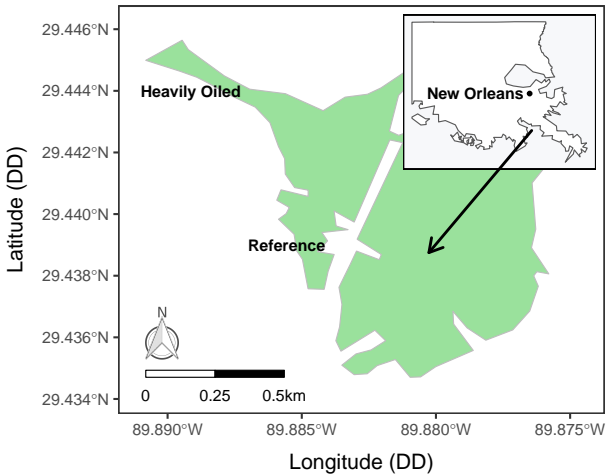 29.446°N
29.444°N
29.442°N
29.440°N
29.438°N
29.436°N
29.434°N
Latitude (DD)
Heavily Oiled
New Orleans
Reference
N
0 0.25 0.5km
89.890°W 89.885°W 89.880°W 89.875°W
Longitude (DD)